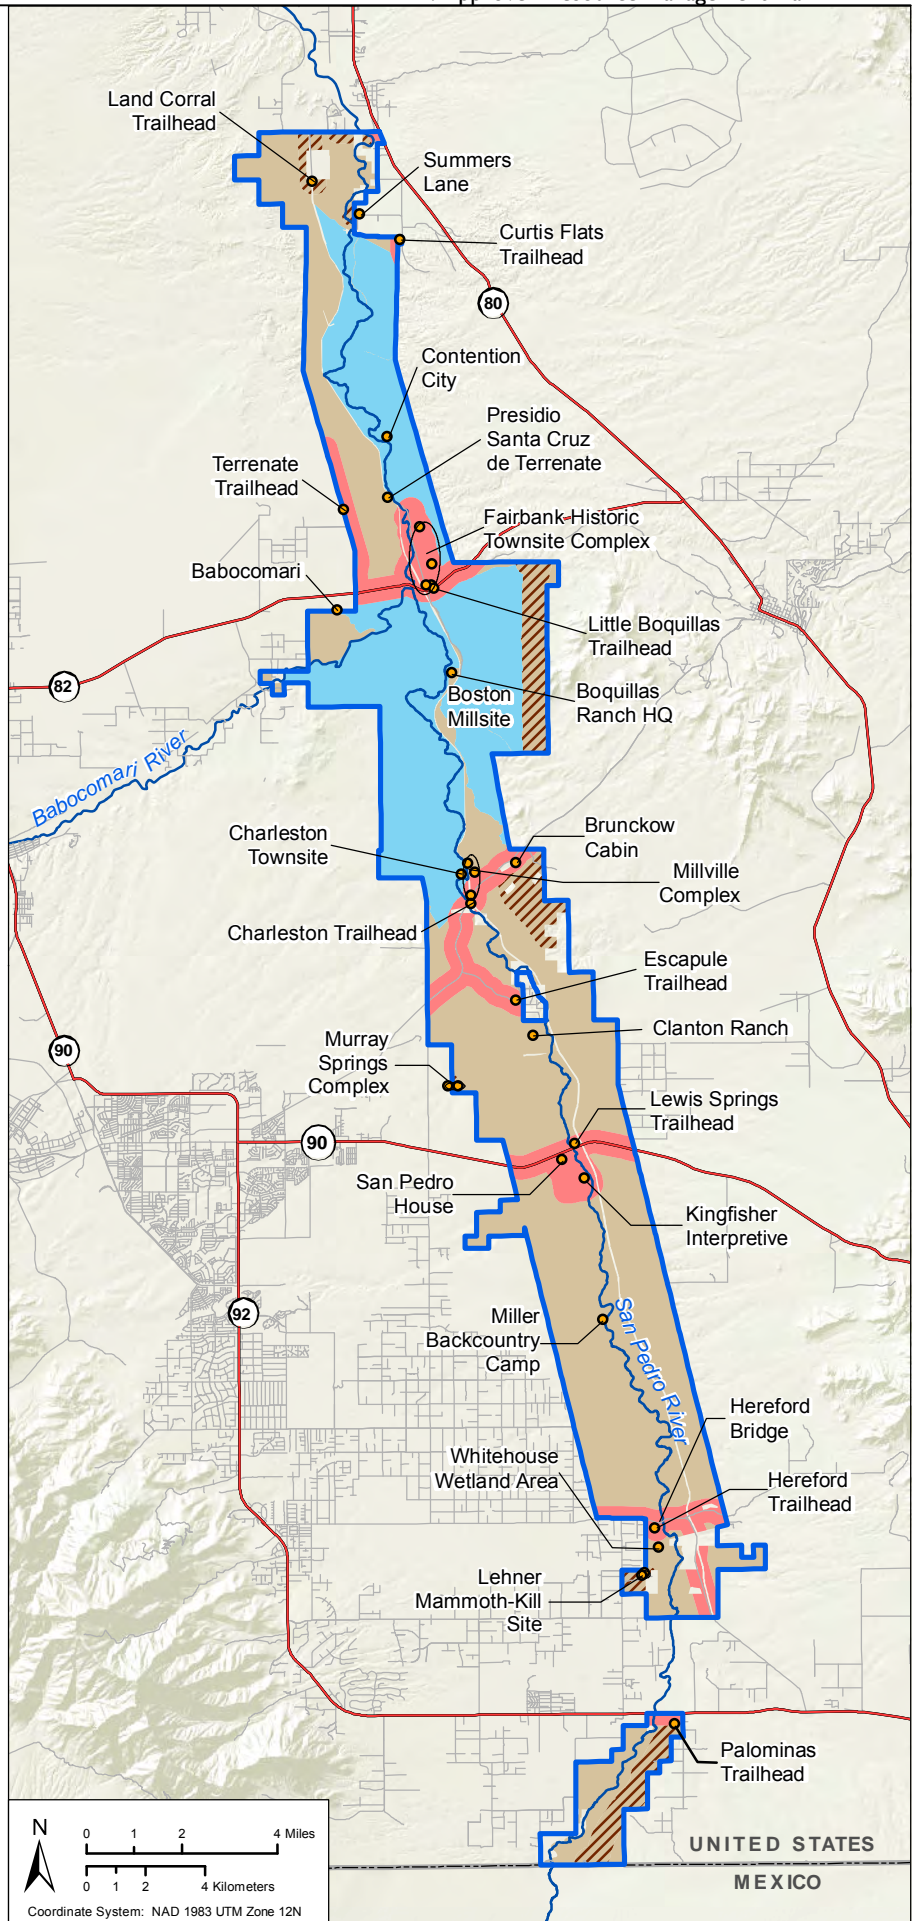 Land Corral
Trailhead
Summers
Lane
Curtis Flats
Trailhead
80
Contention
City
Presidio
Santa Cruz
de Terrenate
Terrenate
Trailhead
Fairbank Historic
Townsite Complex
Babocomari
Little Boquillas
Trailhead
82
Boston
Millsite
Boquillas
Ranch HQ
Babocomari River
Charleston
Townsite
Brunckow
Cabin
Millville
Complex
Charleston Trailhead
Escapule
Trailhead
Clanton Ranch
90
Murray
Springs
Complex
Lewis Springs
Trailhead
90
San Pedro
House
Kingfisher
Interpretive
92
Miller
Backcountry
Camp
San Pedro River
Hereford
Bridge
Whitehouse
Wetland Area
Hereford
Trailhead
Lehner
Mammoth-Kill
Site
Palominas
Trailhead
N
0 1 2 4 Miles
0 1 2 4 Kilometers
Coordinate System: NAD 1983 UTM Zone 12N
UNITED STATES
MEXICO